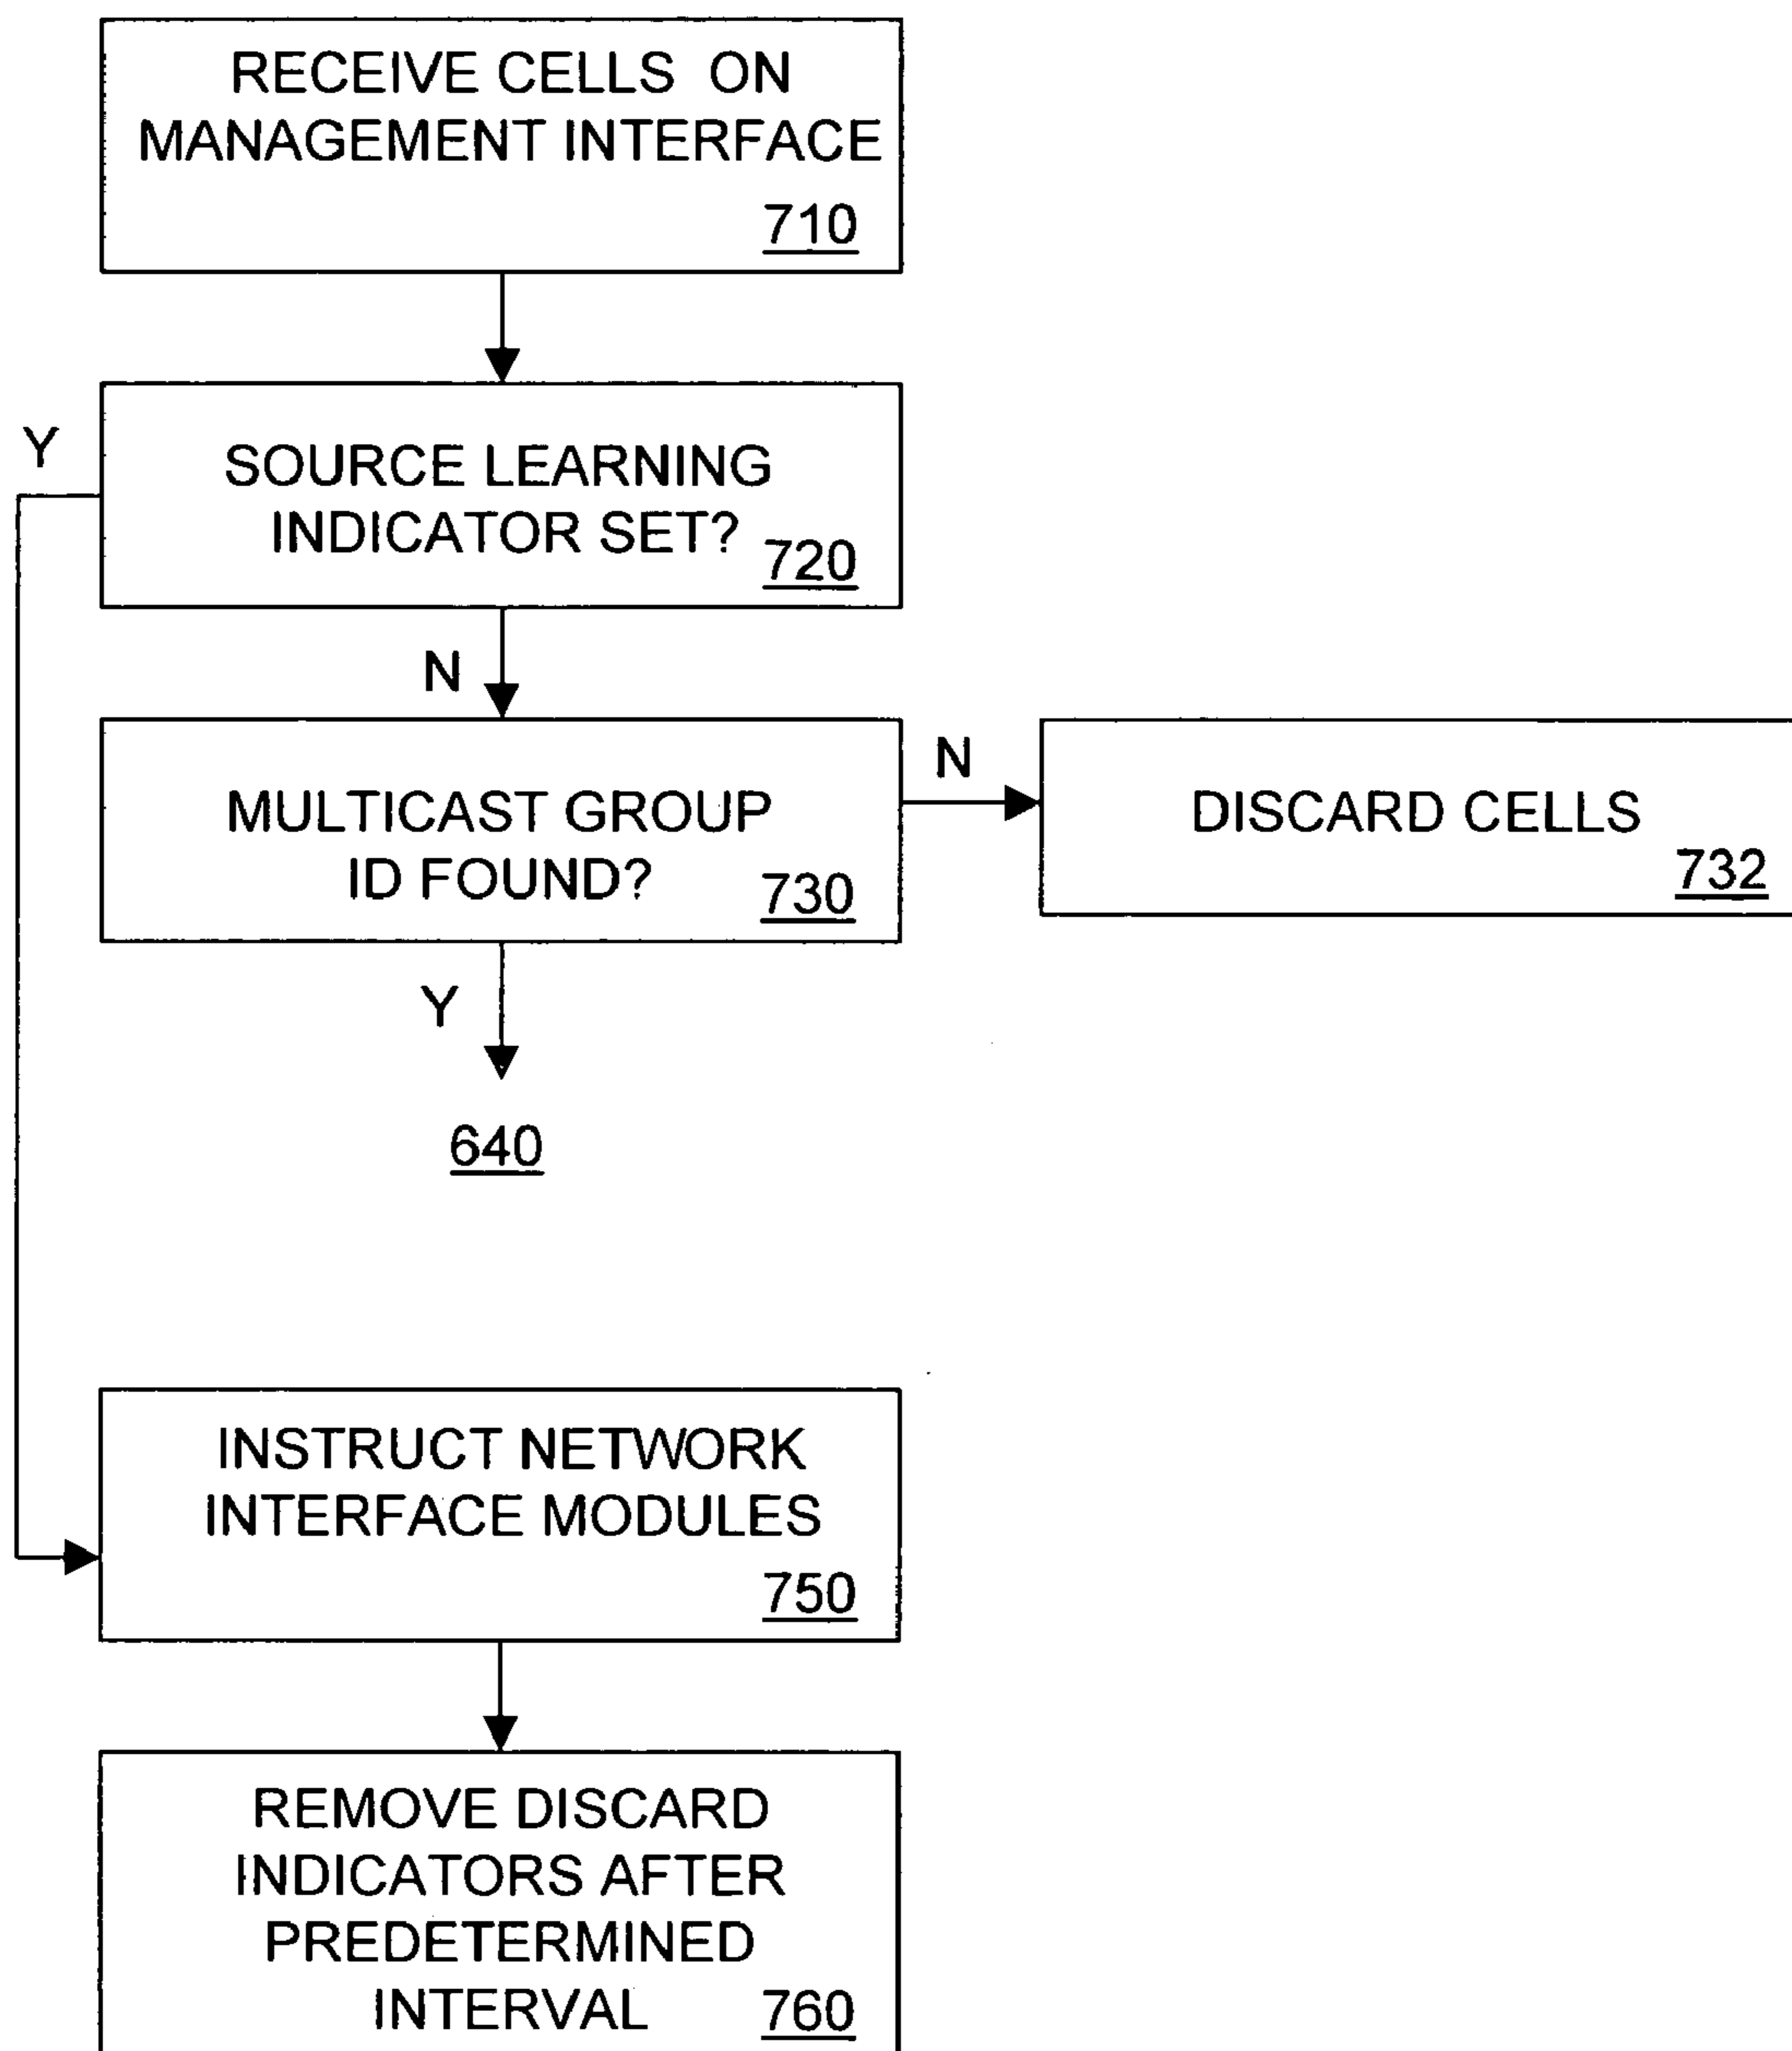 RECEIVE CELLS ON
MANAGEMENT INTERFACE
710
Y
SOURCE LEARNING
INDICATOR SET?
720
N
MULTICAST GROUP
ID FOUND?
730
N
DISCARD CELLS
732
Y
640
INSTRUCT NETWORK
INTERFACE MODULES
750
REMOVE DISCARD
INDICATORS AFTER
PREDETERMINED
INTERVAL
760